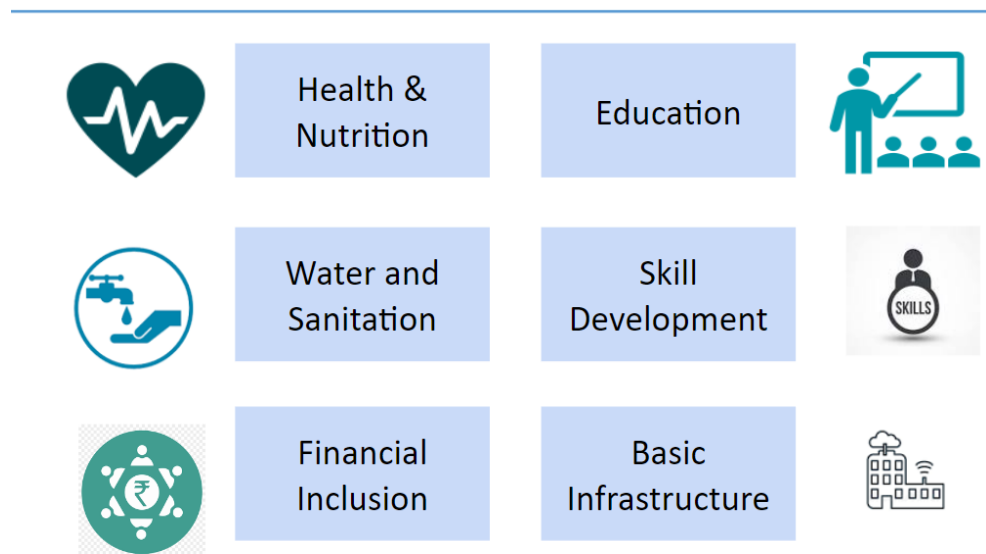 Health &
Nutrition
Education
Water and
Sanitation
Skill
Development
SKILLS
Financial
Inclusion
₹
Basic
Infrastructure